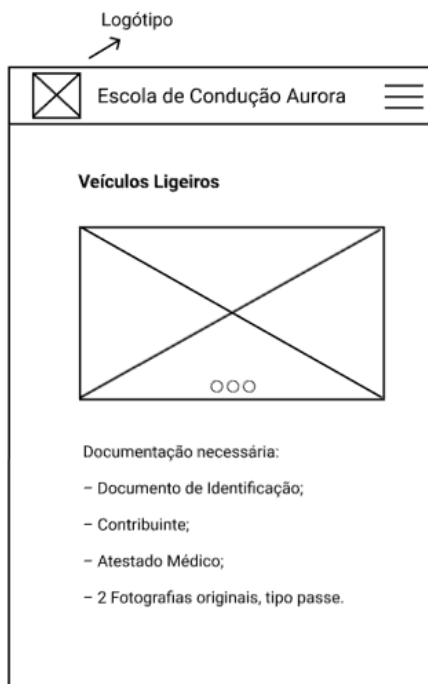 Logótipo
Escola de Condução Aurora
Veículos Ligeiros
Documentação necessária:
– Documento de Identificação;
– Contribuinte;
– Atestado Médico;
– 2 Fotografias originais, tipo passe.